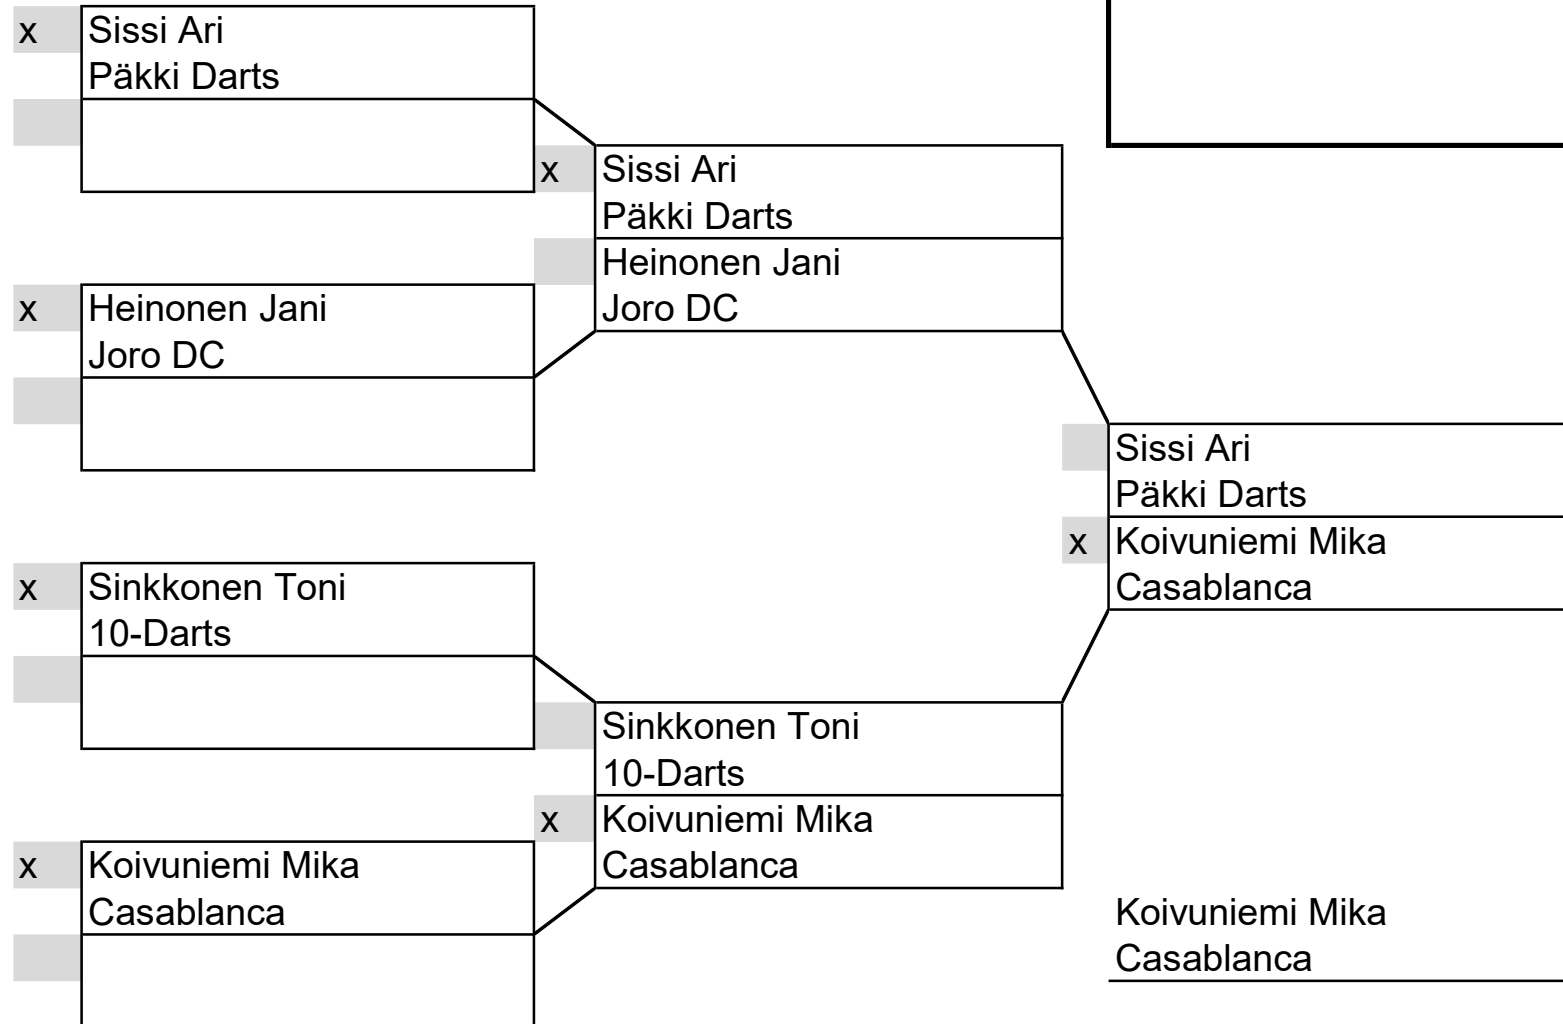 x Sissi Ari
Päkki Darts
x Sissi Ari
Päkki Darts
Heinonen Jani
x Heinonen Jani
Joro DC
Joro DC
Sissi Ari
Päkki Darts
x Koivuniemi Mika
x Sinkkonen Toni
Casablanca
10-Darts
Sinkkonen Toni
10-Darts
x Koivuniemi Mika
x Koivuniemi Mika
Casablanca
Casablanca
Koivuniemi Mika
Casablanca